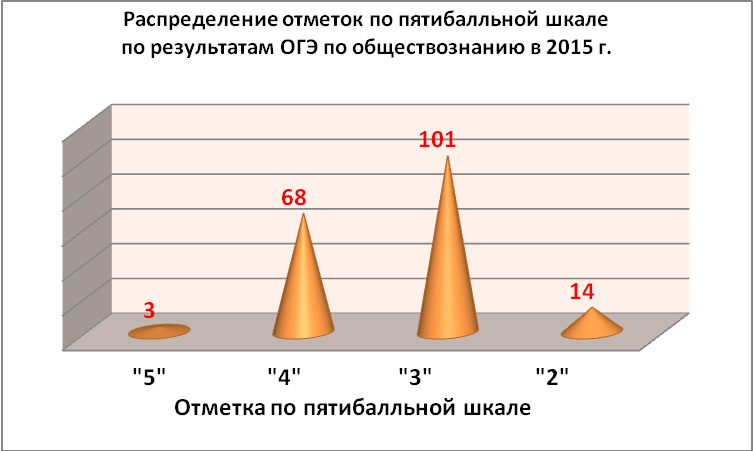 Распределение отметок по пятибалльной шкале
по результатам ОГЭ по обществознанию в 2015 г.
101
68
14
3
"5" "4" "3" "2"
Отметка по пятибалльной шкале